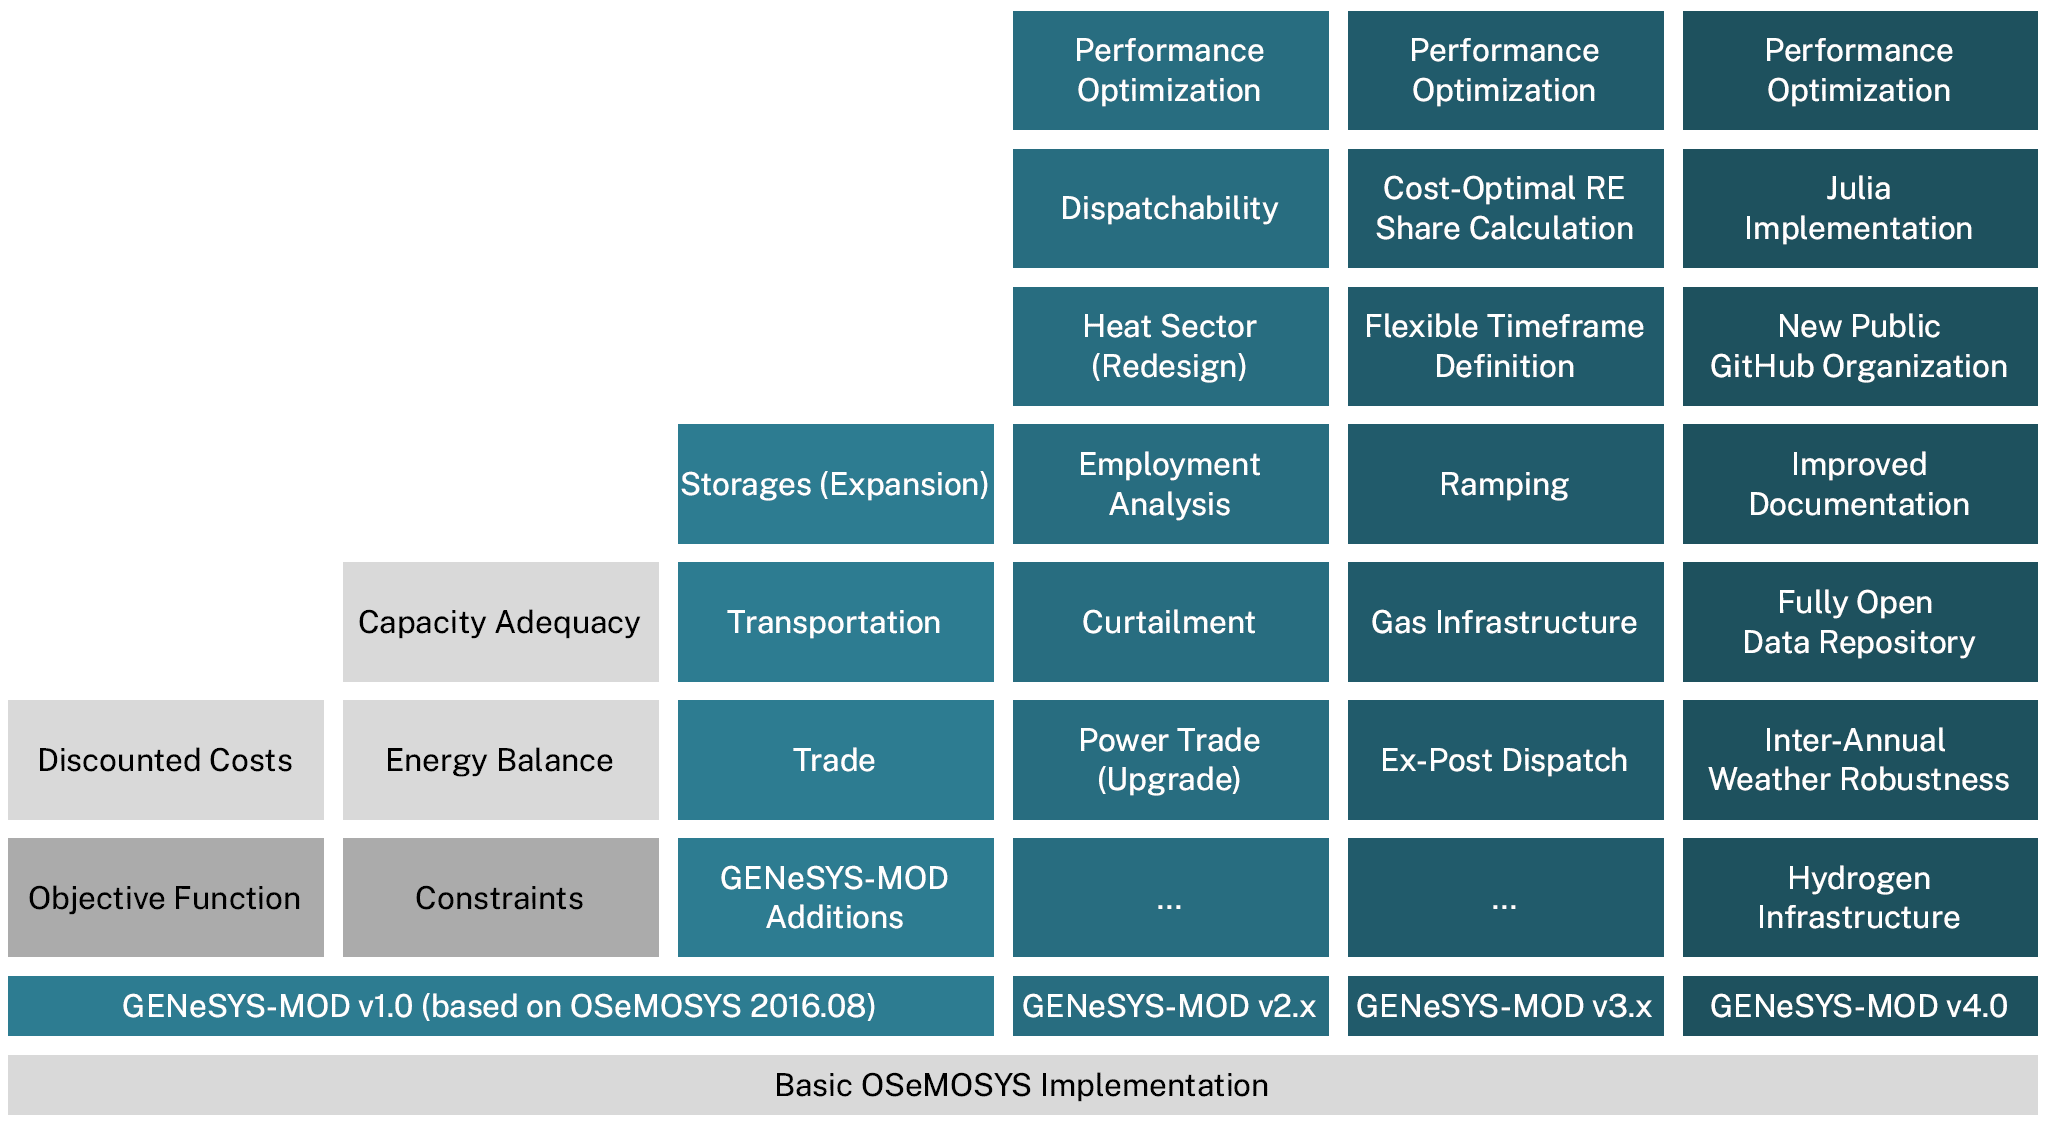 Performance
Optimization
Performance
Optimization
Performance
Optimization
Dispatchability
Cost-Optimal RE
Share Calculation
Julia
Implementation
Heat Sector
(Redesign)
Flexible Timeframe
Definition
New Public
GitHub Organization
Storages (Expansion)
Employment
Analysis
Ramping
Improved
Documentation
Capacity Adequacy
Transportation
Curtailment
Gas Infrastructure
Fully Open
Data Repository
Discounted Costs
Energy Balance
Trade
Power Trade
(Upgrade)
Ex-Post Dispatch
Inter-Annual
Weather Robustness
Objective Function
Constraints
GENeSYS-MOD
Additions
...
...
Hydrogen
Infrastructure
GENeSYS-MOD v1.0 (based on OSeMOSYS 2016.08)
GENeSYS-MOD v2.x
GENeSYS-MOD v3.x
GENeSYS-MOD v4.0
Basic OSeMOSYS Implementation